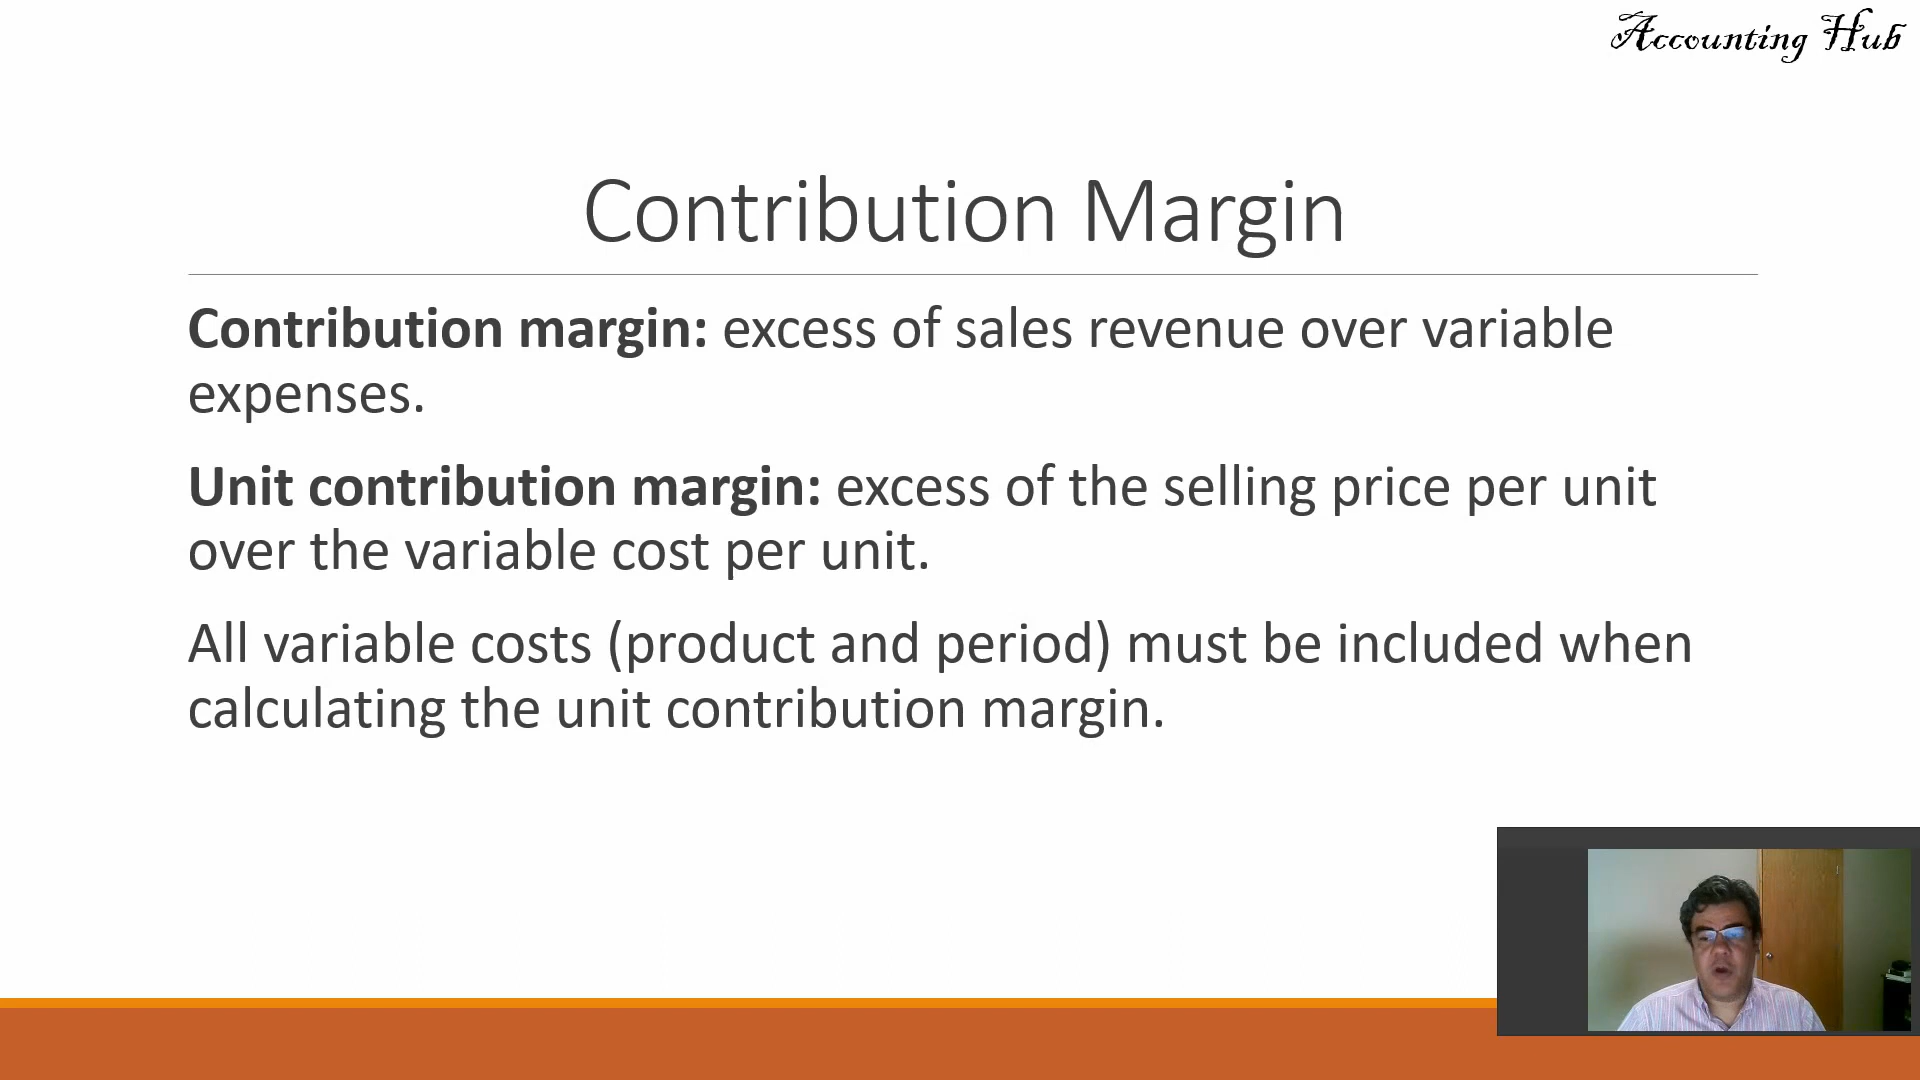 Accounting Hub
Contribution Margin
Contribution margin: excess of sales revenue over variable
expenses.
Unit contribution margin: excess of the selling price per unit
over the variable cost per unit.
All variable costs (product and period) must be included when
calculating the unit contribution margin.